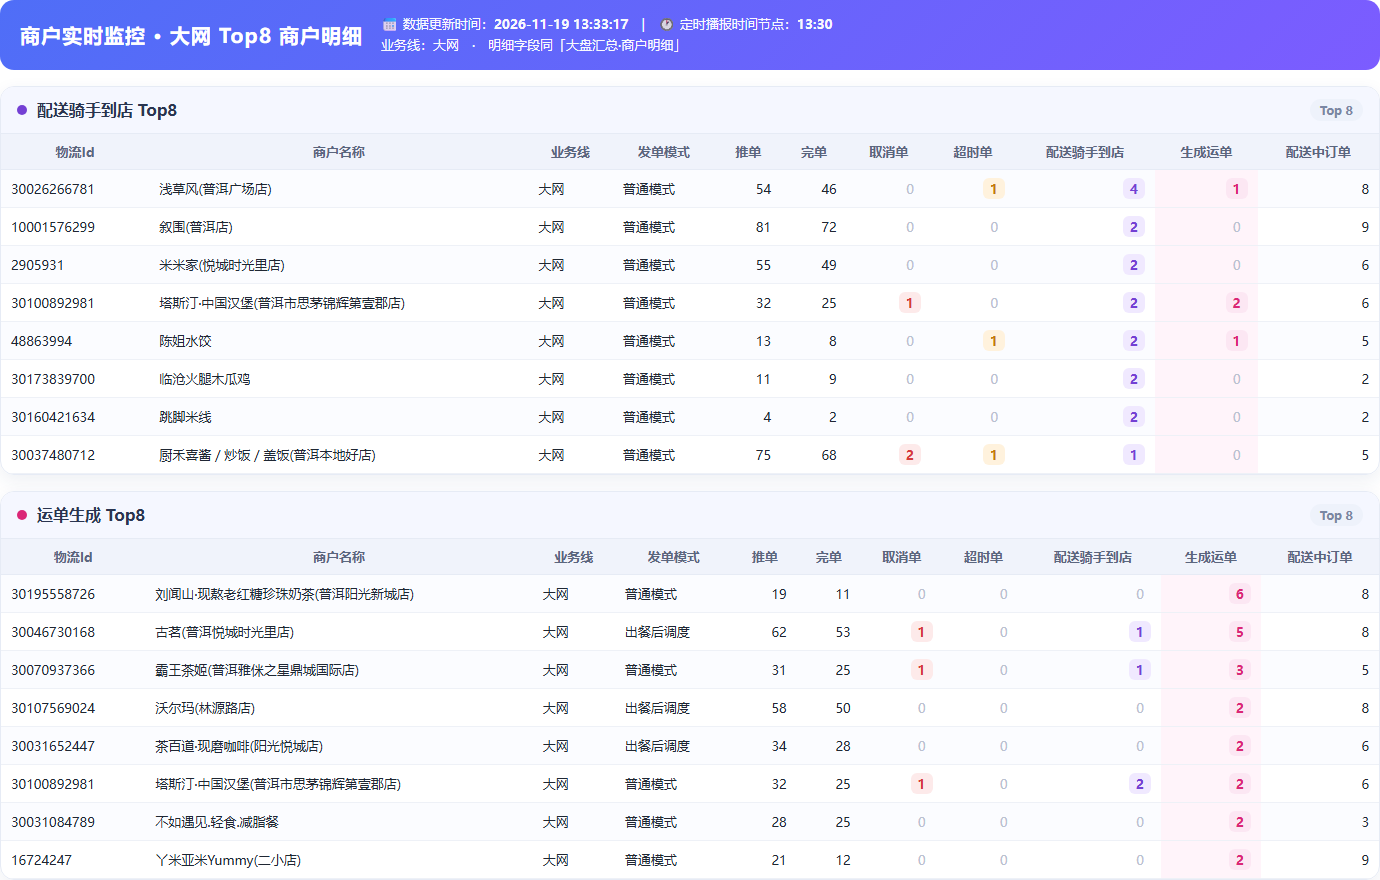 商户实时监控 • 大网 Top8 商户明细
数据更新时间：2026-11-19 13:33:17 | 定时播报时间节点：13:30
业务线：大网 · 明细字段同「大盘汇总·商户明细」
配送骑手到店 Top8 Top 8
物流Id 商户名称 业务线 发单模式 推单 完单 取消单 超时单 配送骑手到店 生成运单 配送中订单
30026266781 浅草风(普洱广场店) 大网 普通模式 54 46 0 1 4 1 8
10001576299 叙围(普洱店) 大网 普通模式 81 72 0 0 2 0 9
2905931 米米家(悦城时光里店) 大网 普通模式 55 49 0 0 2 0 6
30100892981 塔斯汀·中国汉堡(普洱市思茅锦辉第壹郡店) 大网 普通模式 32 25 1 0 2 2 6
48863994 陈姐水饺 大网 普通模式 13 8 0 1 2 1 5
30173839700 临沧火腿木瓜鸡 大网 普通模式 11 9 0 0 2 0 2
30160421634 跳脚米线 大网 普通模式 4 2 0 0 2 0 2
30037480712 厨禾喜酱 / 炒饭 / 盖饭(普洱本地好店) 大网 普通模式 75 68 2 1 1 0 5
运单生成 Top8 Top 8
物流Id 商户名称 业务线 发单模式 推单 完单 取消单 超时单 配送骑手到店 生成运单 配送中订单
30195558726 刘闻山·现熬老红糖珍珠奶茶(普洱阳光新城店) 大网 普通模式 19 11 0 0 0 6 8
30046730168 古茗(普洱悦城时光里店) 大网 出餐后调度 62 53 1 0 1 5 8
30070937366 霸王茶姬(普洱雅侎之星鼎城国际店) 大网 普通模式 31 25 1 0 1 3 5
30107569024 沃尔玛(林源路店) 大网 出餐后调度 58 50 0 0 0 2 8
30031652447 茶百道·现磨咖啡(阳光悦城店) 大网 出餐后调度 34 28 0 0 0 2 6
30100892981 塔斯汀·中国汉堡(普洱市思茅锦辉第壹郡店) 大网 普通模式 32 25 1 0 2 2 6
30031084789 不如遇见.轻食.减脂餐 大网 普通模式 28 25 0 0 0 2 3
16724247 丫米亚米Yummy(二小店) 大网 普通模式 21 12 0 0 0 2 9